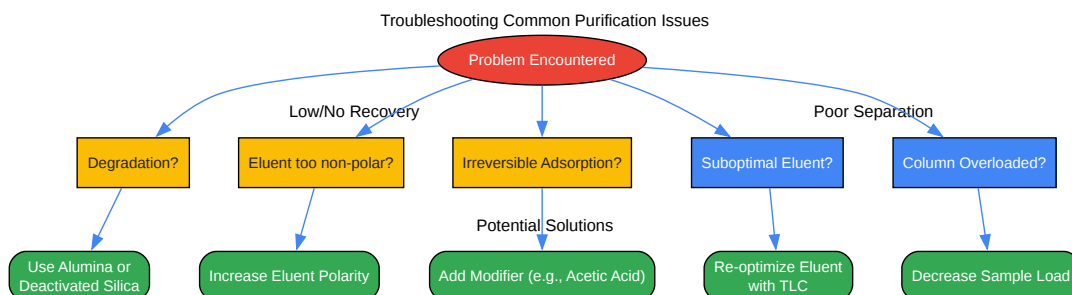 Troubleshooting Common Purification Issues
Problem Encountered
Low/No Recovery
Poor Separation
Degradation?
Eluent too non-polar?
Irreversible Adsorption?
Suboptimal Eluent?
Column Overloaded?
Potential Solutions
Use Alumina or
Deactivated Silica
Increase Eluent Polarity
Add Modifier (e.g., Acetic Acid)
Re-optimize Eluent
with TLC
Decrease Sample Load